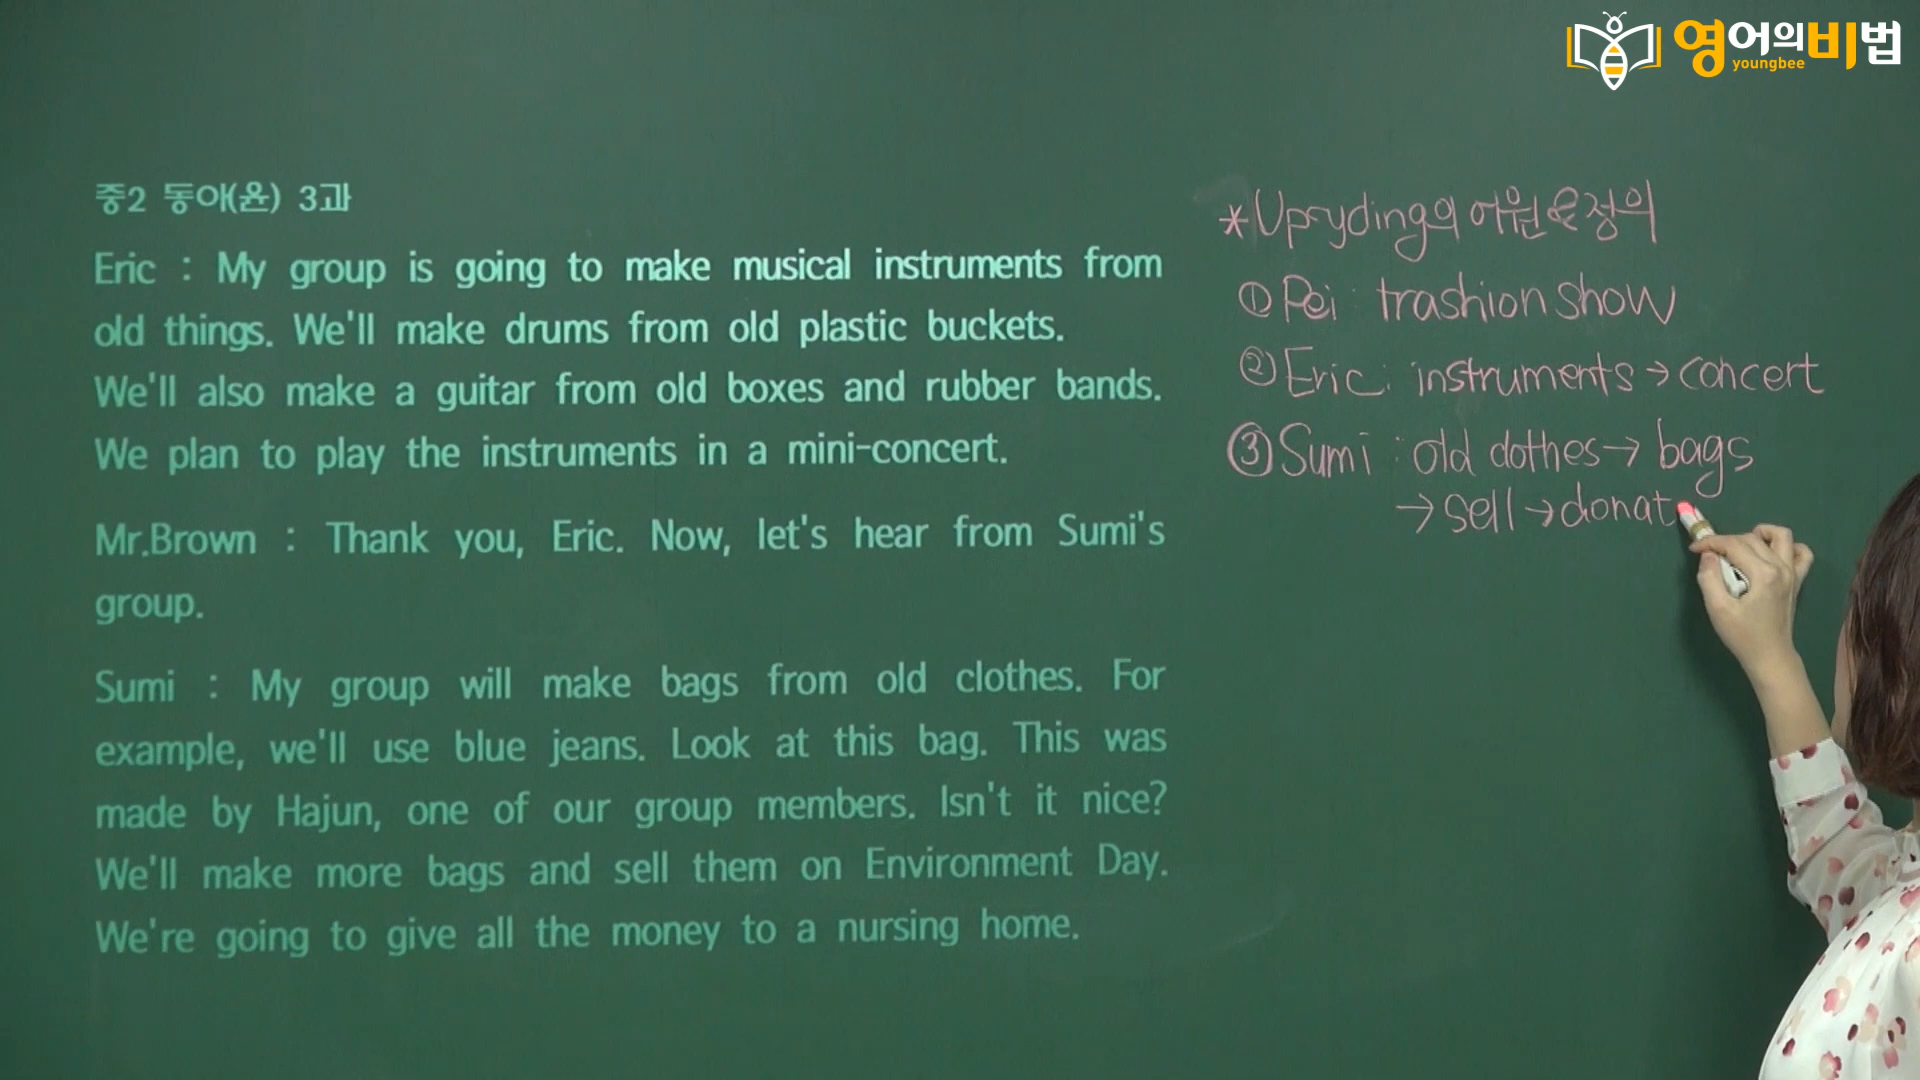 영어의비법
youngbee
중2 동아(윤) 3과
Eric : My group is going to make musical instruments from
old things. We'll make drums from old plastic buckets.
We'll also make a guitar from old boxes and rubber bands.
We plan to play the instruments in a mini-concert.
Mr.Brown : Thank you, Eric. Now, let's hear from Sumi's
group.
Sumi : My group will make bags from old clothes. For
example, we'll use blue jeans. Look at this bag. This was
made by Hajun, one of our group members. Isn't it nice?
We'll make more bags and sell them on Environment Day.
We're going to give all the money to a nursing home.
*Upcycling의 어원 & 정의
① Pei : trashion show
② Eric : instruments → concert
③ Sumi : old clothes → bags
→ sell → donat